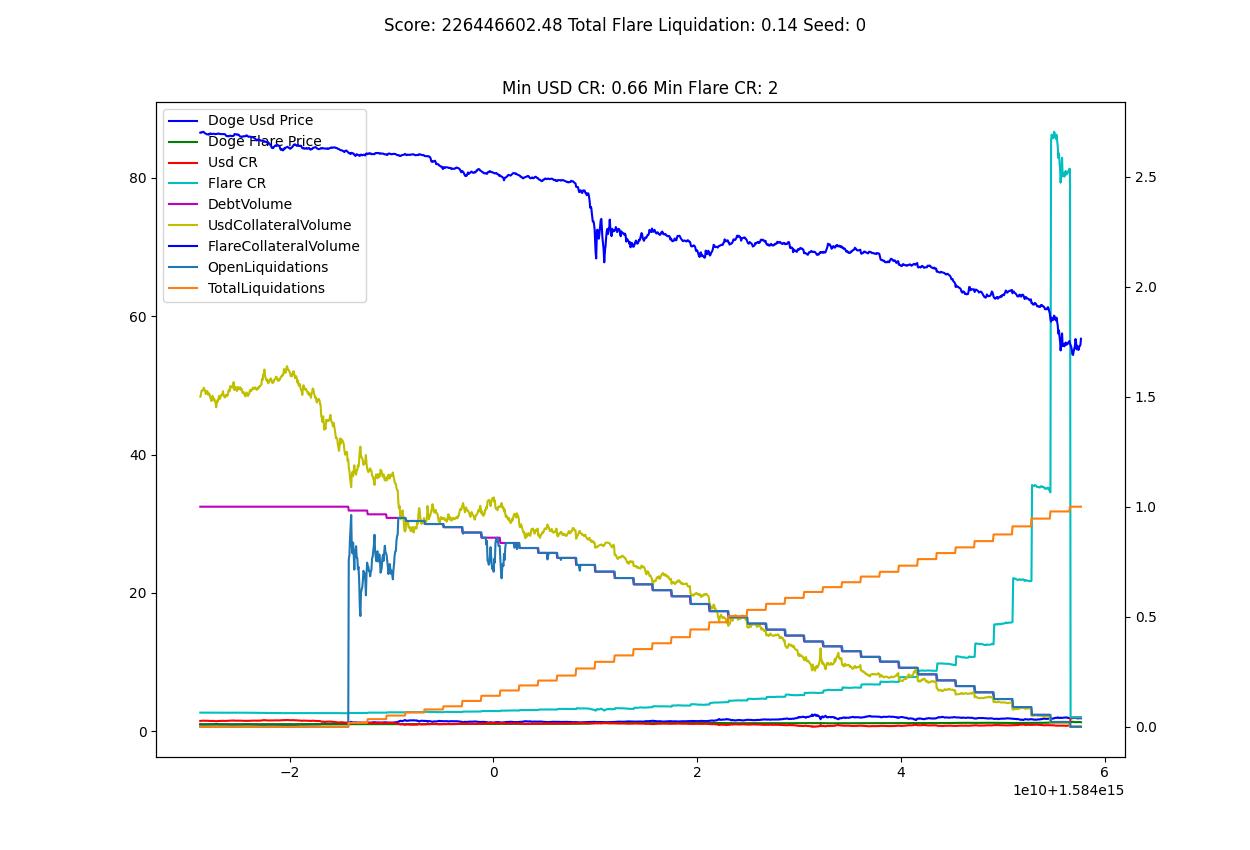 Score: 226446602.48 Total Flare Liquidation: 0.14 Seed: 0
Min USD CR: 0.66 Min Flare CR: 2
Doge Usd Price
Doge Flare Price
Usd CR
Flare CR
DebtVolume
UsdCollateralVolume
FlareCollateralVolume
OpenLiquidations
TotalLiquidations
80
60
40
20
0
2.5
2.0
1.5
1.0
0.5
0.0
−2
0
2
4
6
1e10+1.584e15